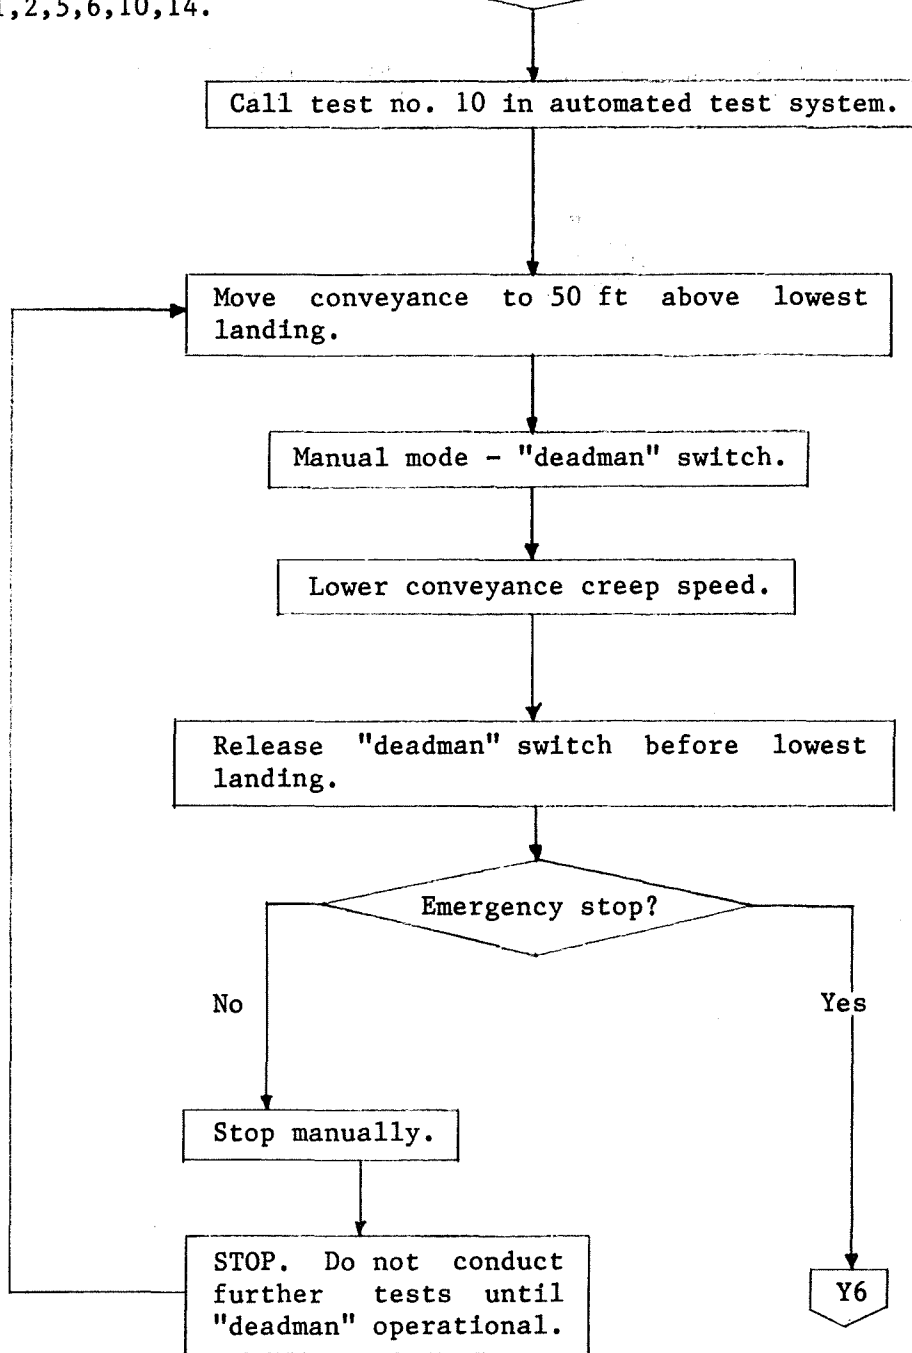 1,2,5,6,10,14.
Call test no. 10 in automated test system.
Move conveyance to 50 ft above lowest
landing.
Manual mode - "deadman" switch.
Lower conveyance creep speed.
Release "deadman" switch before lowest
landing.
Emergency stop?
No
Yes
Stop manually.
STOP. Do not conduct
further tests until
"deadman" operational.
Y6